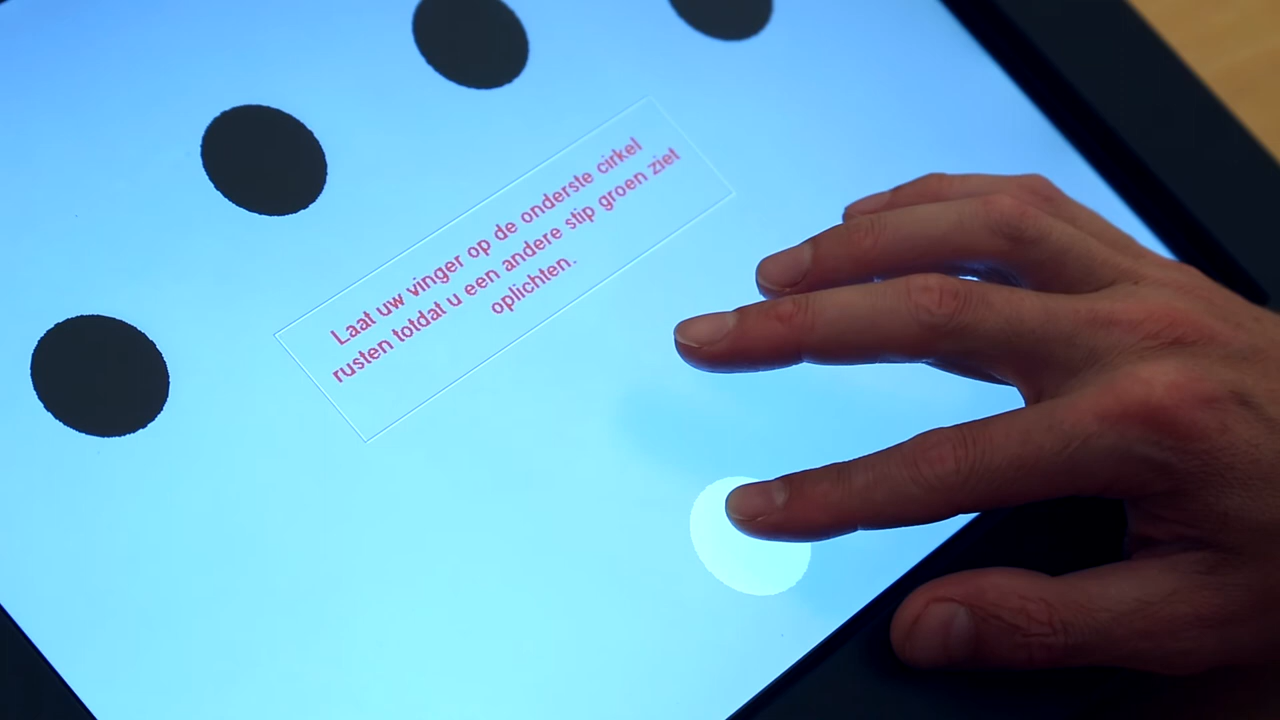 Laat uw vinger op de onderste cirkel
rusten totdat u een andere stip groen ziet
oplichten.